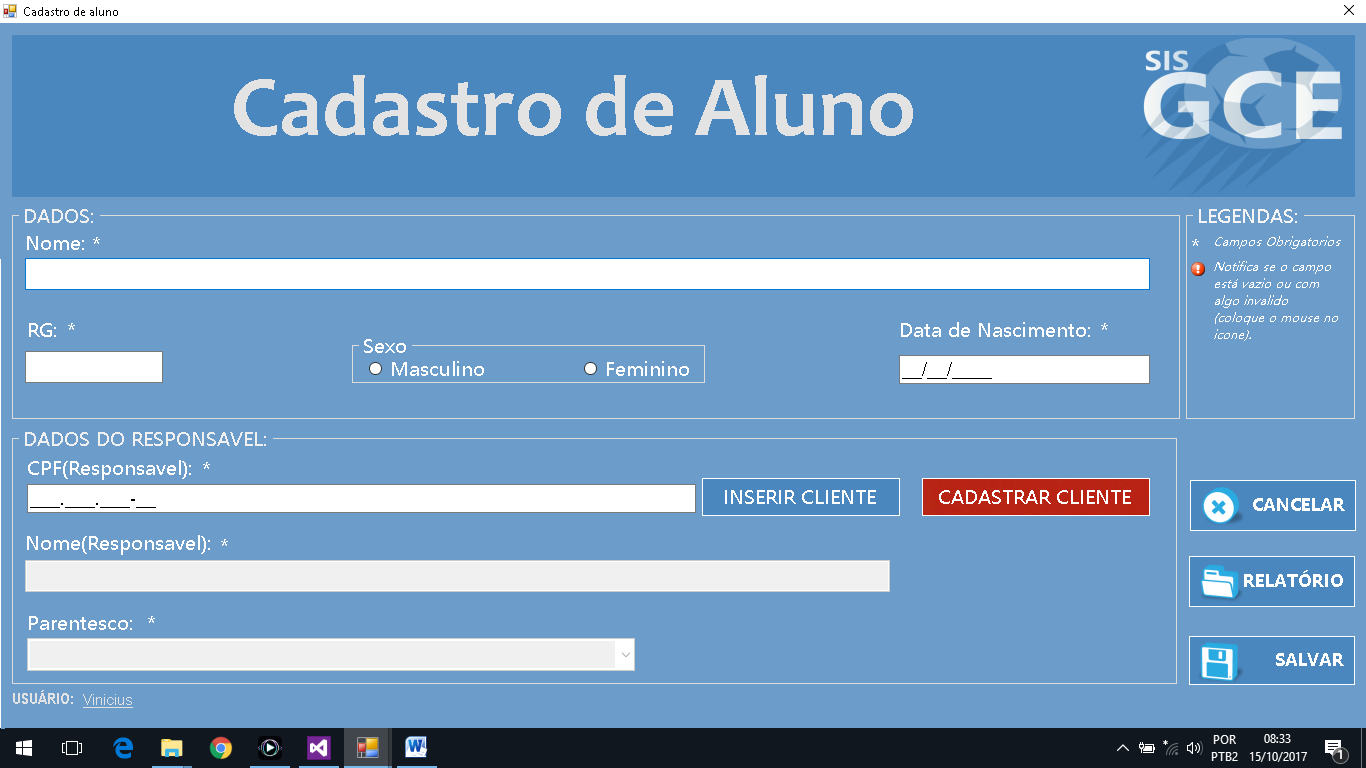 Cadastro de aluno
Cadastro de Aluno
SIS
GCE
DADOS:
Nome: *
RG: *
Sexo
Masculino
Feminino
Data de Nascimento: *
__/__/____
LEGENDAS:
* Campos Obrigatorios
Notifica se o campo
está vazio ou com
algo invalido
(coloque o mouse no
icone).
DADOS DO RESPONSAVEL:
CPF(Responsavel): *
___.___.___-__
INSERIR CLIENTE
CADASTRAR CLIENTE
Nome(Responsavel): *
Parentesco: *
CANCELAR
RELATÓRIO
SALVAR
USUÁRIO: Vinicius
POR
PTB2
08:33
15/10/2017
1